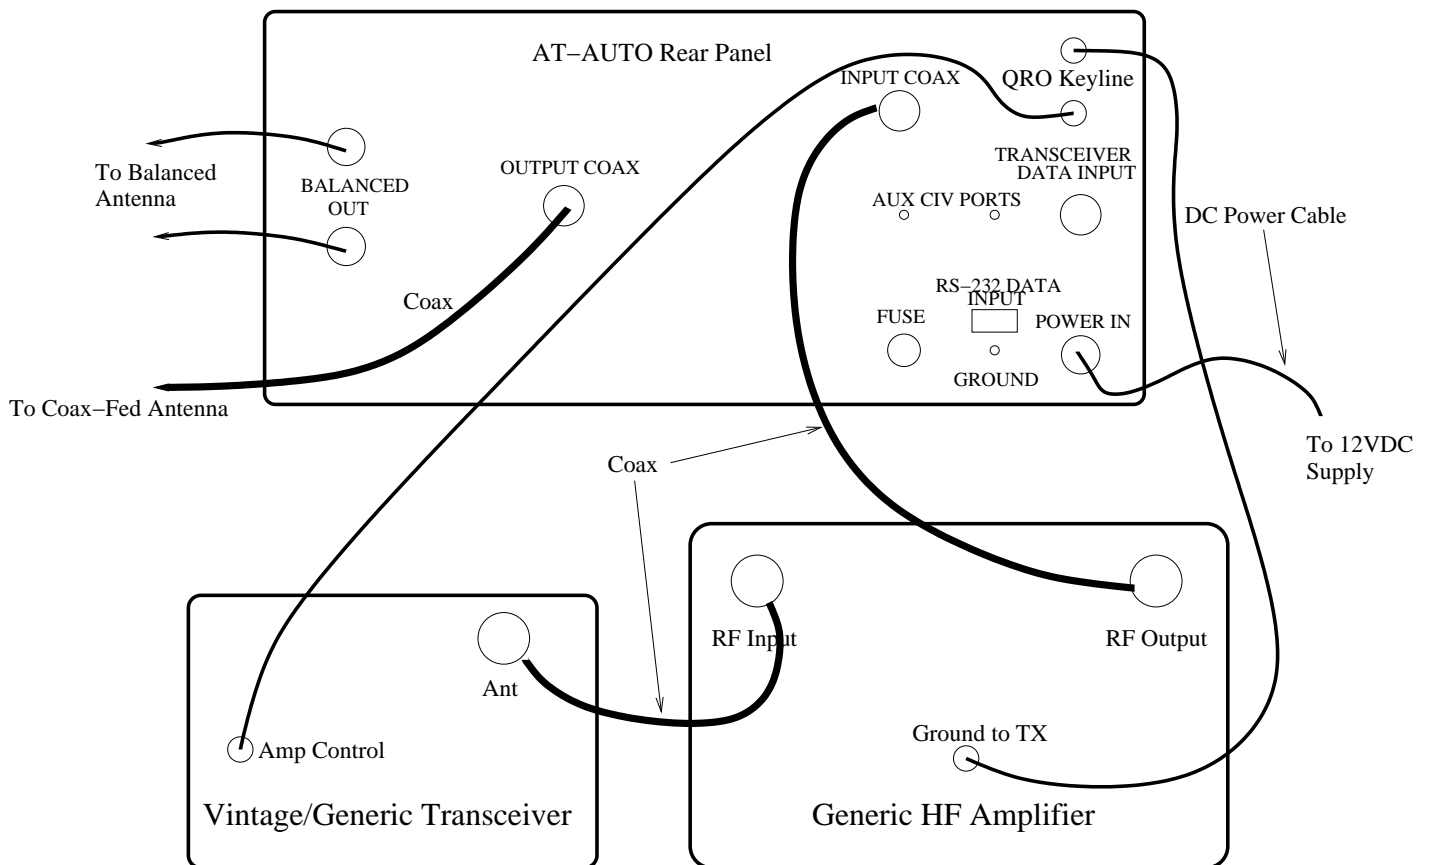 AT−AUTO Rear Panel
INPUT COAX
QRO Keyline
TRANSCEIVER
DATA INPUT
To Balanced
Antenna
BALANCED
OUT
OUTPUT COAX
AUX CIV PORTS
DC Power Cable
Coax
RS−232 DATA
INPUT
FUSE
POWER IN
GROUND
To Coax−Fed Antenna
To 12VDC
Supply
Coax
RF Input
RF Output
Ant
Amp Control
Ground to TX
Vintage/Generic Transceiver
Generic HF Amplifier